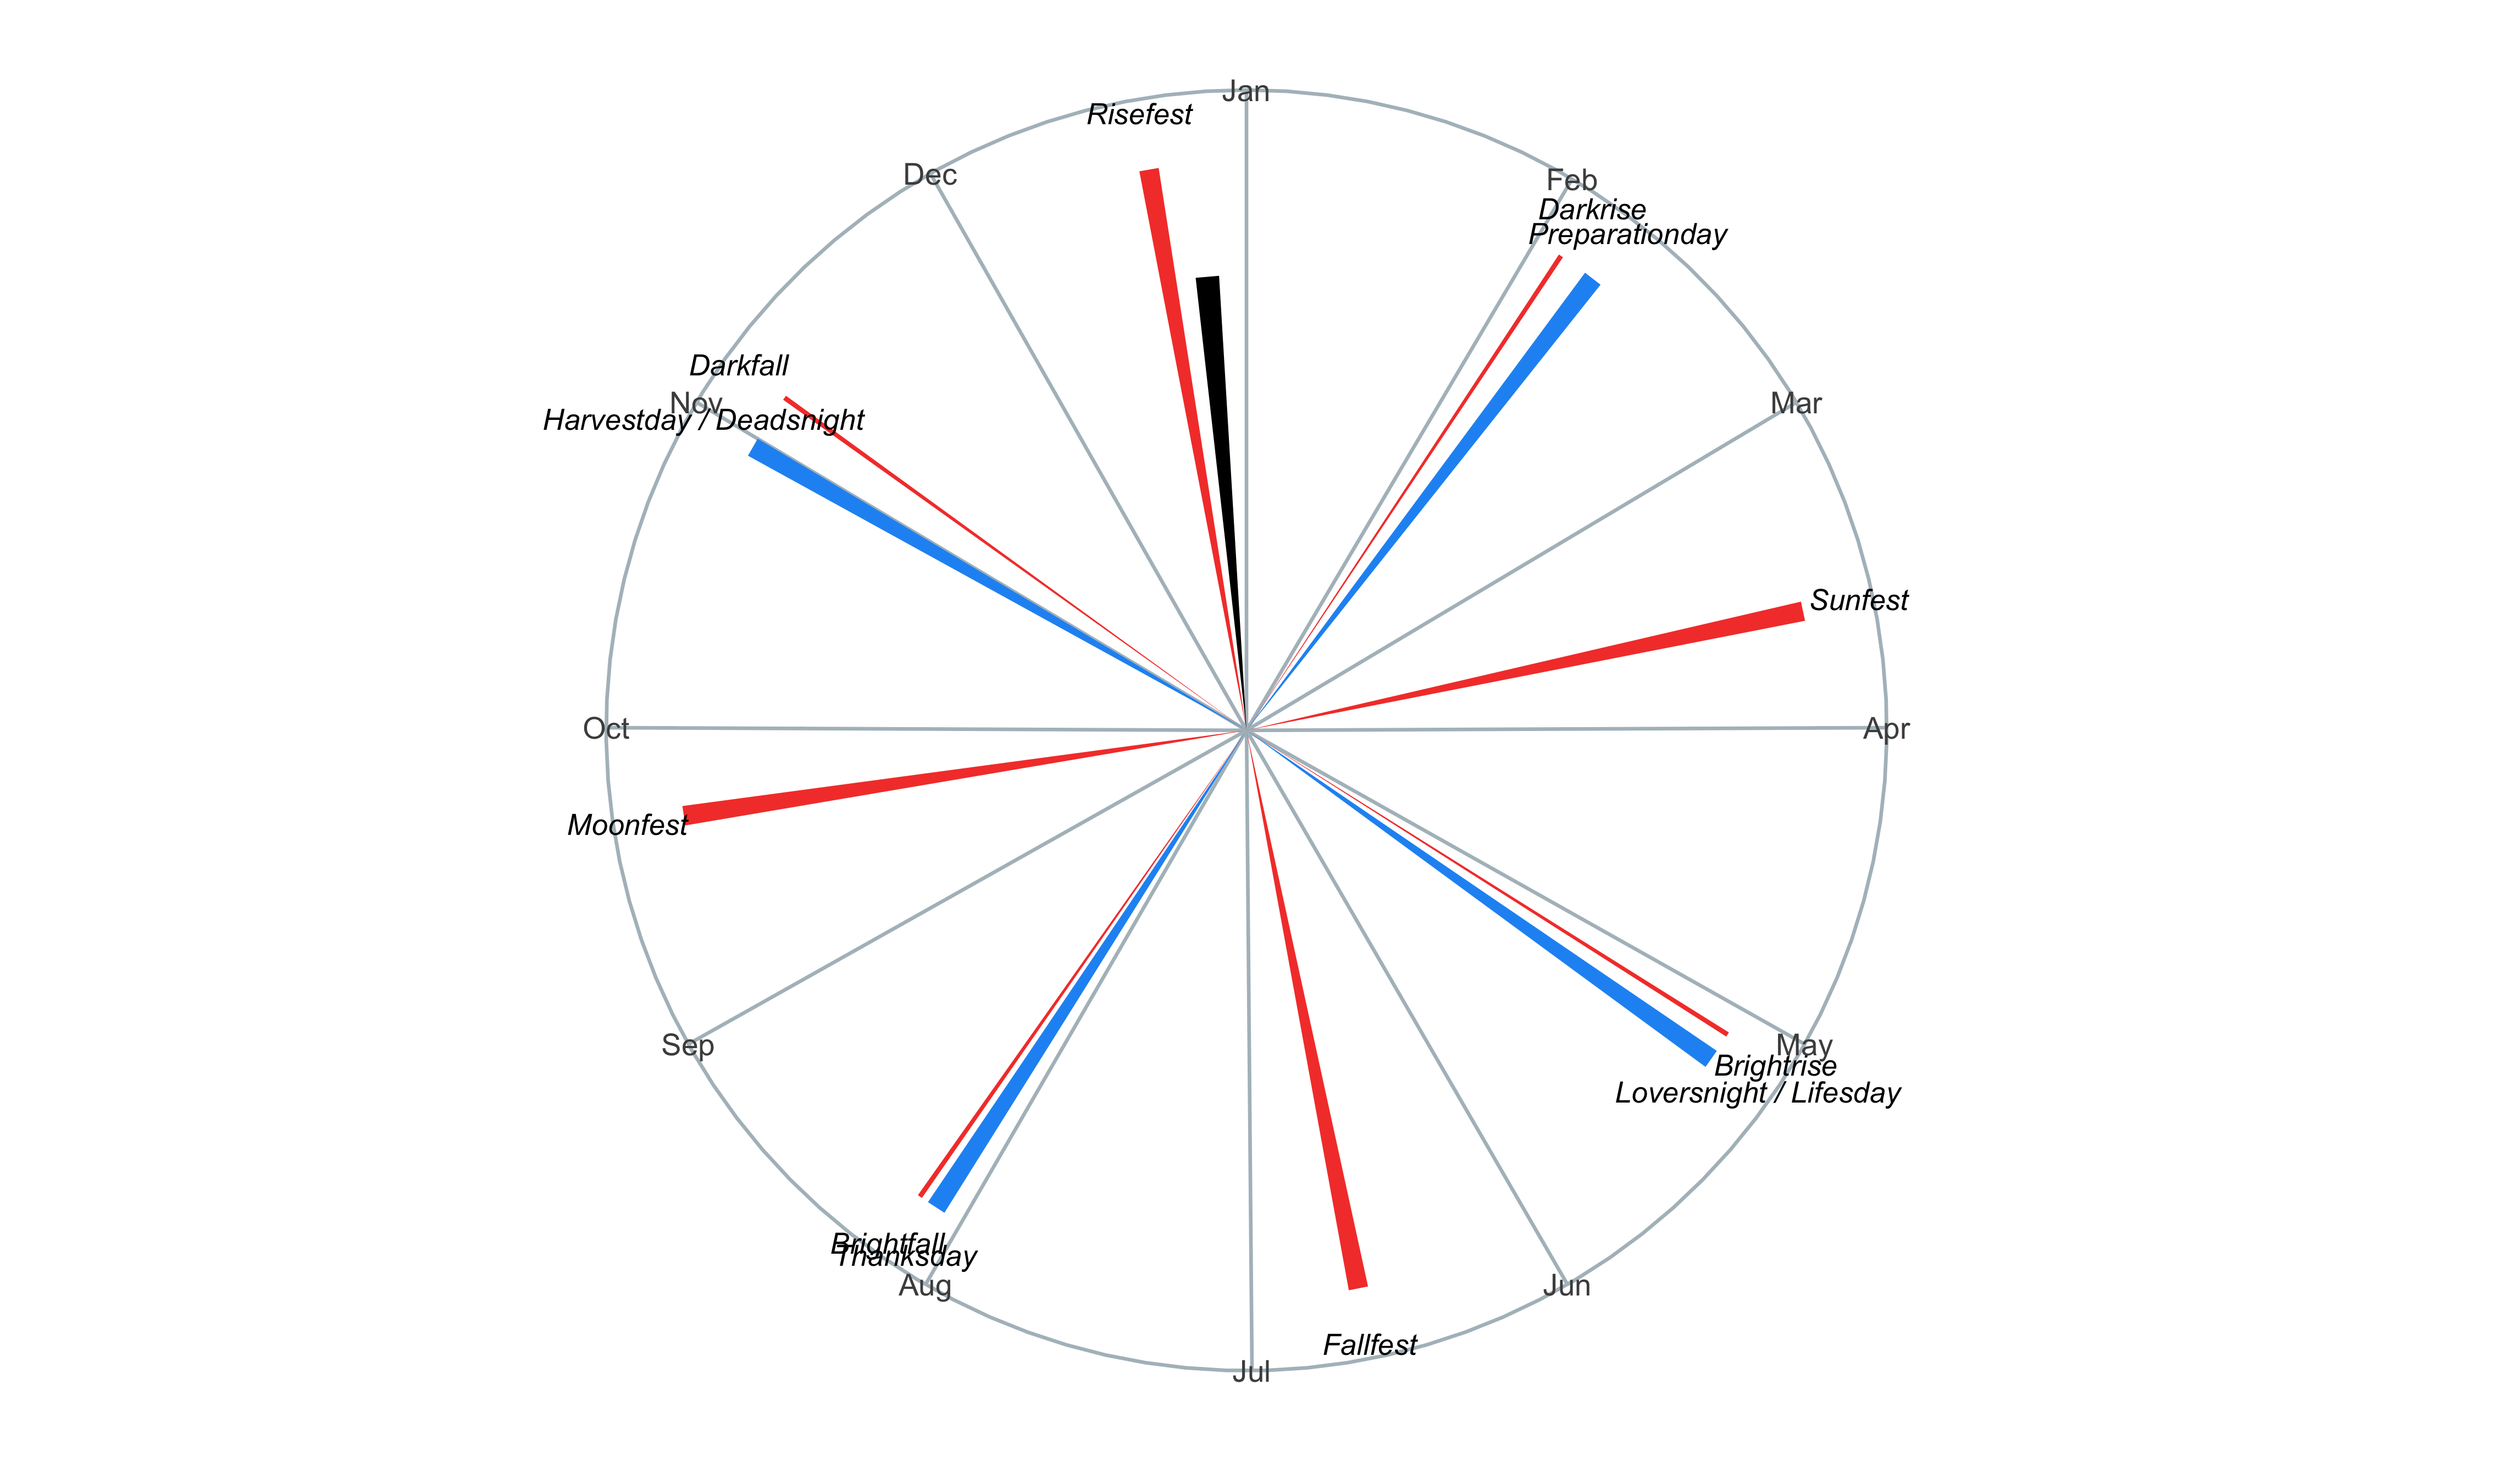 Jan
Risefest
Dec
Feb
Darkrise
Preparationday
Darkfall
Nov
Mar
Harvestday / Deadsnight
Sunfest
Oct
Apr
Moonfest
Sep
May
Brightrise
Loversnight / Lifesday
Brightfall
Thanksday
Aug
Jun
Fallfest
Jul